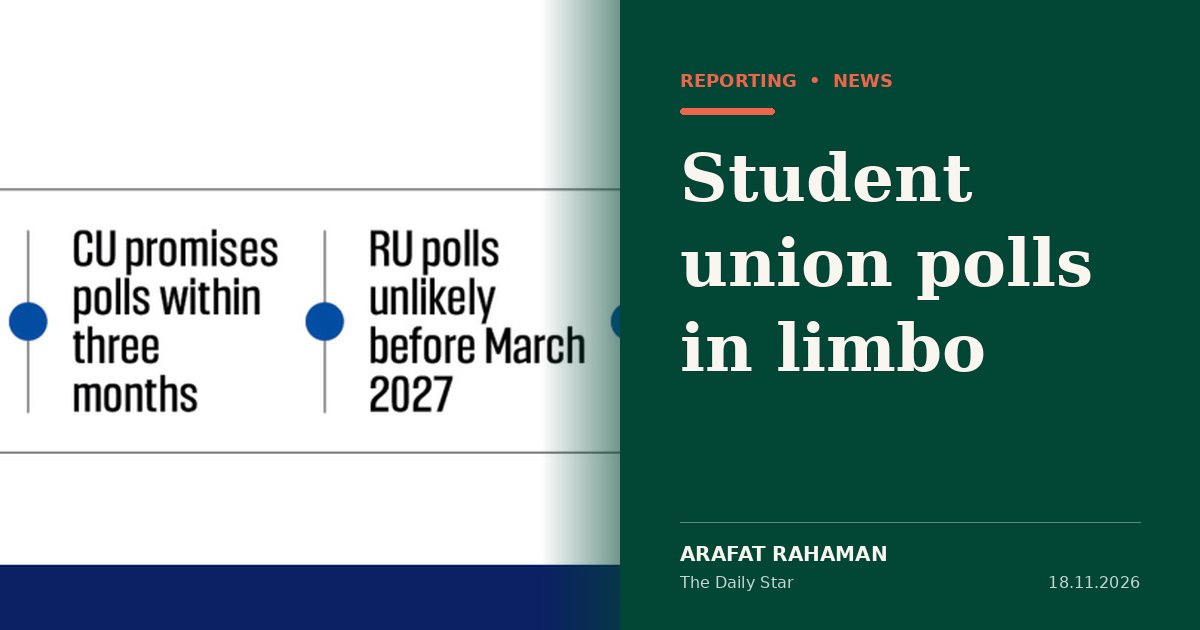 CU promises
polls within
three
months
RU polls
unlikely
before March
2027
REPORTING • NEWS
Student
union polls
in limbo
ARAFAT RAHAMAN
The Daily Star
18.11.2026